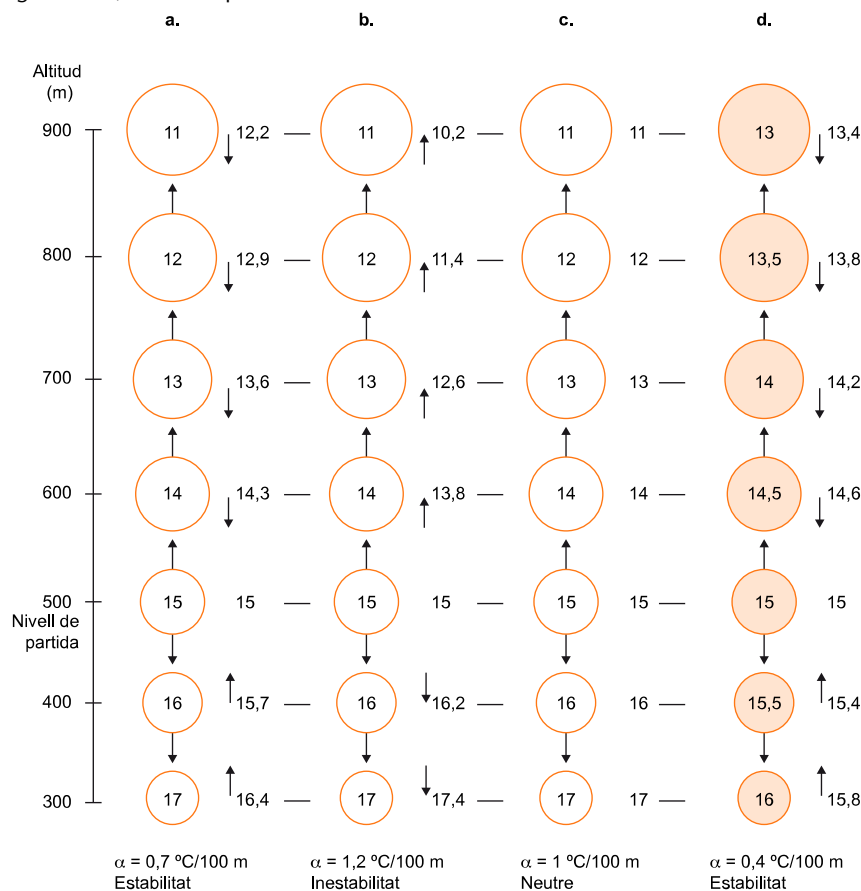 a. b. c. d.
Altitud
(m)
900 11 12,2 11 10,2 11 11 13 13,4
800 12 12,9 12 11,4 12 12 13,5 13,8
700 13 13,6 13 12,6 13 13 14 14,2
600 14 14,3 14 13,8 14 14 14,5 14,6
500 15 15 15 15 15 15 15 15
Nivell de
partida
400 16 15,7 16 16,2 16 16 15,5 15,4
300 17 16,4 17 17,4 17 17 16 15,8
α = 0,7 ºC/100 m α = 1,2 ºC/100 m α = 1 ºC/100 m α = 0,4 ºC/100 m
Estabilitat Inestabilitat Neutre Estabilitat